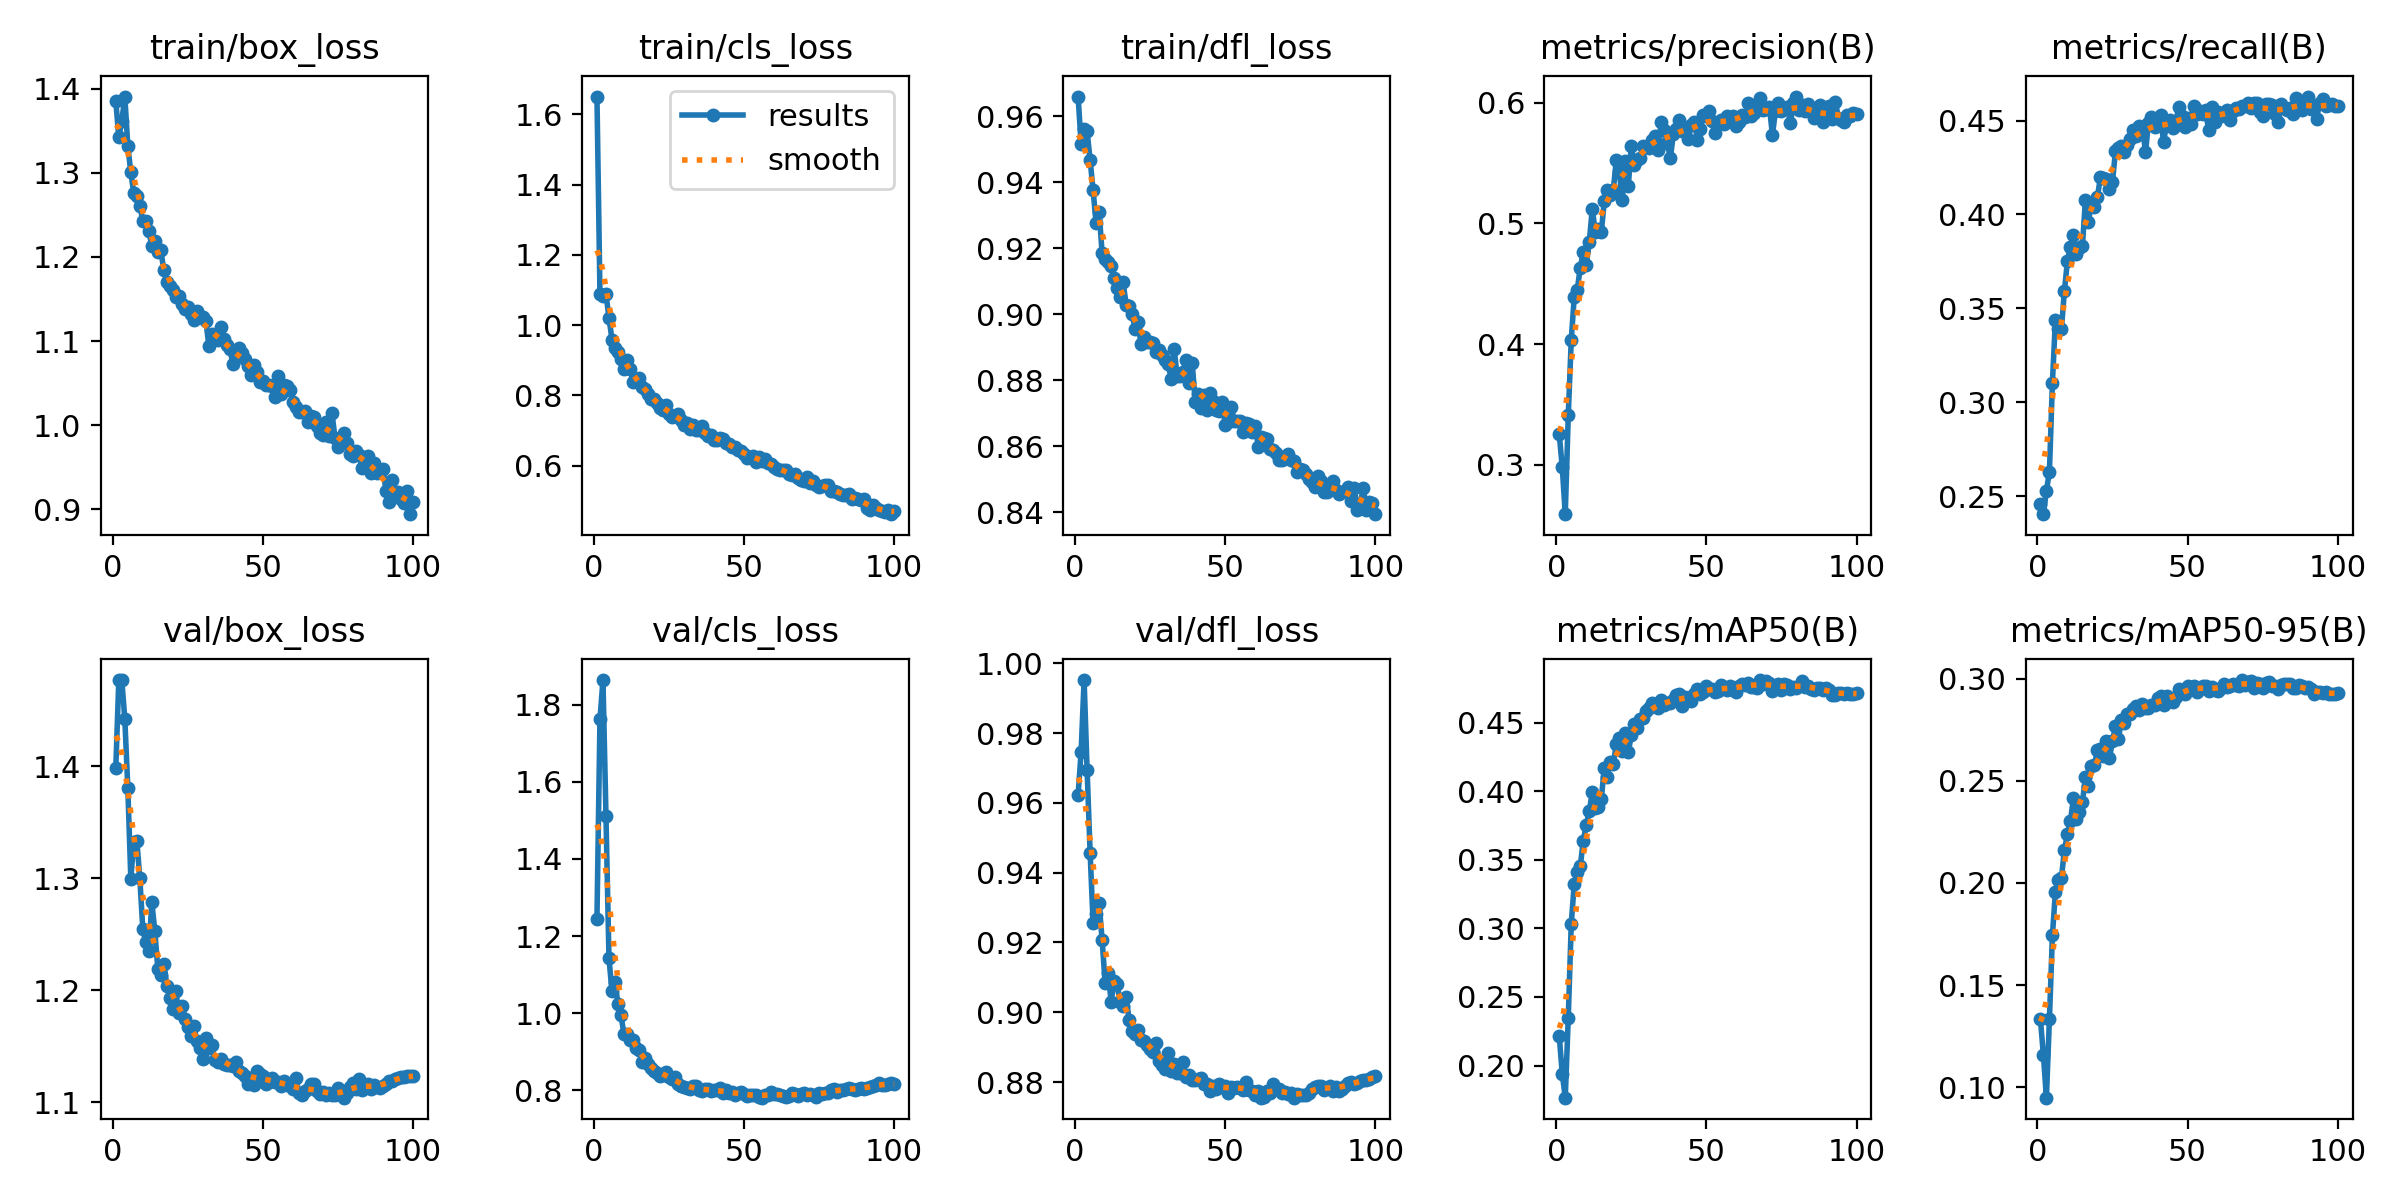 train/box_loss
1.4
1.3
1.2
1.1
1.0
0.9
0 50 100
train/cls_loss
results
smooth
1.6
1.4
1.2
1.0
0.8
0.6
0 50 100
train/dfl_loss
0.96
0.94
0.92
0.90
0.88
0.86
0.84
0 50 100
metrics/precision(B)
0.6
0.5
0.4
0.3
0 50 100
metrics/recall(B)
0.45
0.40
0.35
0.30
0.25
0 50 100
val/box_loss
1.4
1.3
1.2
1.1
0 50 100
val/cls_loss
1.8
1.6
1.4
1.2
1.0
0.8
0 50 100
val/dfl_loss
1.00
0.98
0.96
0.94
0.92
0.90
0.88
0 50 100
metrics/mAP50(B)
0.45
0.40
0.35
0.30
0.25
0.20
0 50 100
metrics/mAP50-95(B)
0.30
0.25
0.20
0.15
0.10
0 50 100